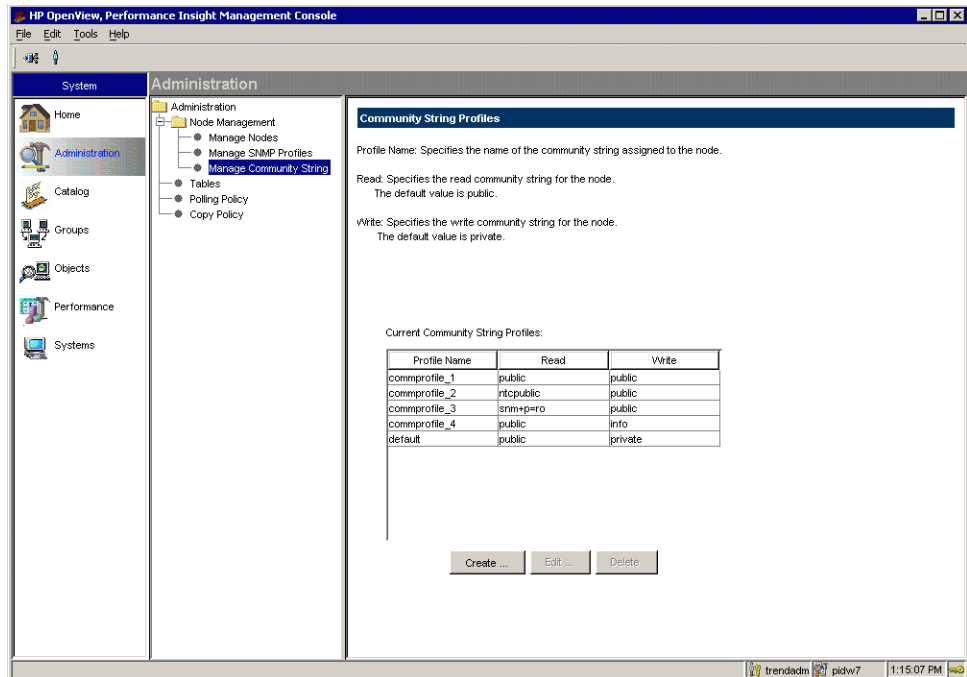 HP OpenView, Performance Insight Management Console
File Edit Tools Help
System
Administration
Home
Administration
Catalog
Groups
Objects
Performance
Systems
Administration
Node Management
Manage Nodes
Manage SNMP Profiles
Manage Community String
Tables
Polling Policy
Copy Policy
Community String Profiles
Profile Name: Specifies the name of the community string assigned to the node.
Read: Specifies the read community string for the node.
The default value is public.
Write: Specifies the write community string for the node.
The default value is private.
Current Community String Profiles:
Profile Name Read Write
commprofile_1 public public
commprofile_2 ntcpublic public
commprofile_3 snm+p=ro public
commprofile_4 public info
default public private
Create ... Edit ... Delete
trendadm pidw7 1:15:07 PM